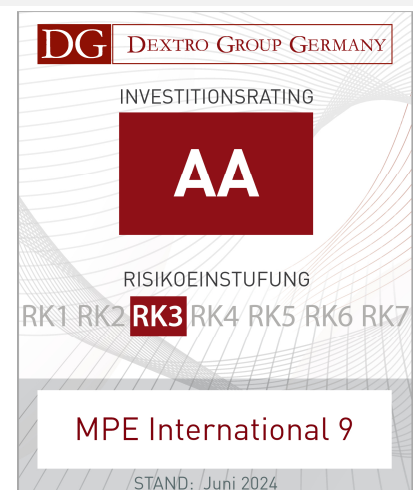 DG DEXTRO GROUP GERMANY
INVESTITIONSRATING
AA
RISIKOEINSTUFUNG
RK1 RK2 RK3 RK4 RK5 RK6 RK7
MPE International 9
STAND: Juni 2024